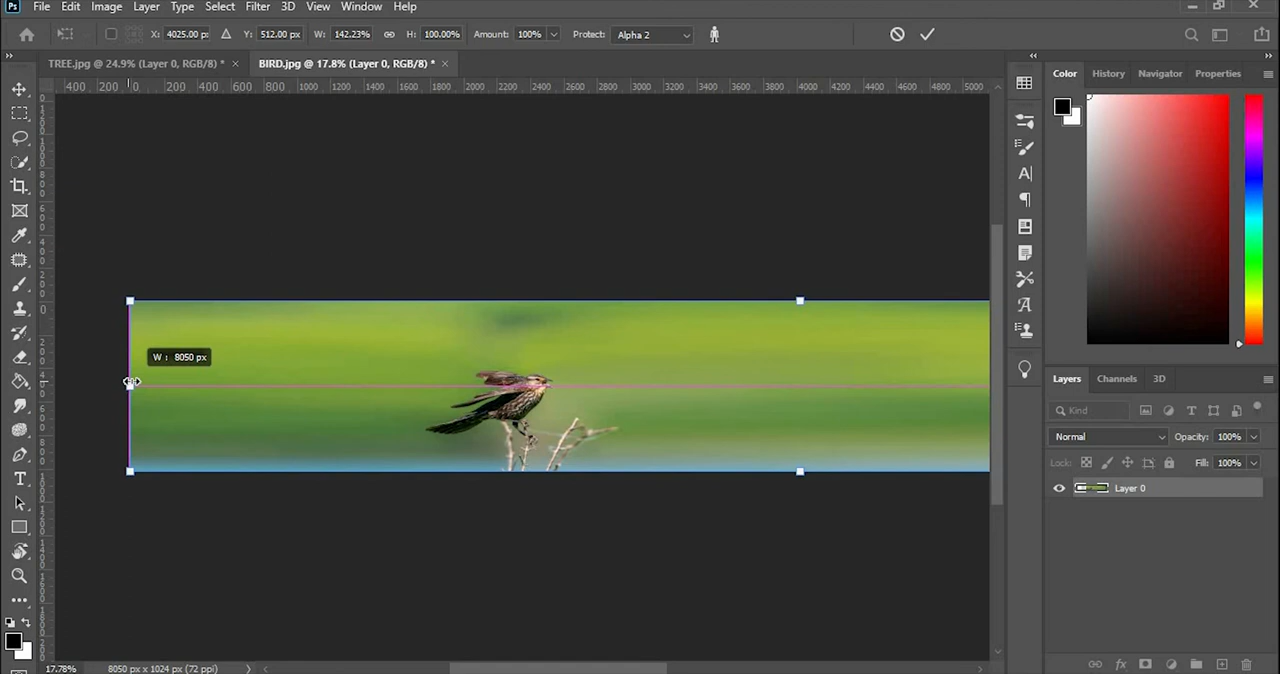 Ps File Edit Image Layer Type Select Filter 3D View Window Help
X: 4025.00 px Y: 512.00 px W: 142.23% H: 100.00% Amount: 100% Protect: Alpha 2
TREE.jpg @ 24.9% (Layer 0, RGB/8) * × BIRD.jpg @ 17.8% (Layer 0, RGB/8) * ×
400 200 0 200 400 600 800 1000 1200 1400 1600 1800 2000 2200 2400 2600 2800 3000 3200 3400 3600 3800 4000 4200 4400 4600 4800 5000
Color History Navigator Properties
W : 8050 px
Layers Channels 3D
Kind
Normal Opacity: 100%
Lock: Fill: 100%
Layer 0
17.78% 8050 px x 1024 px (72 ppi)